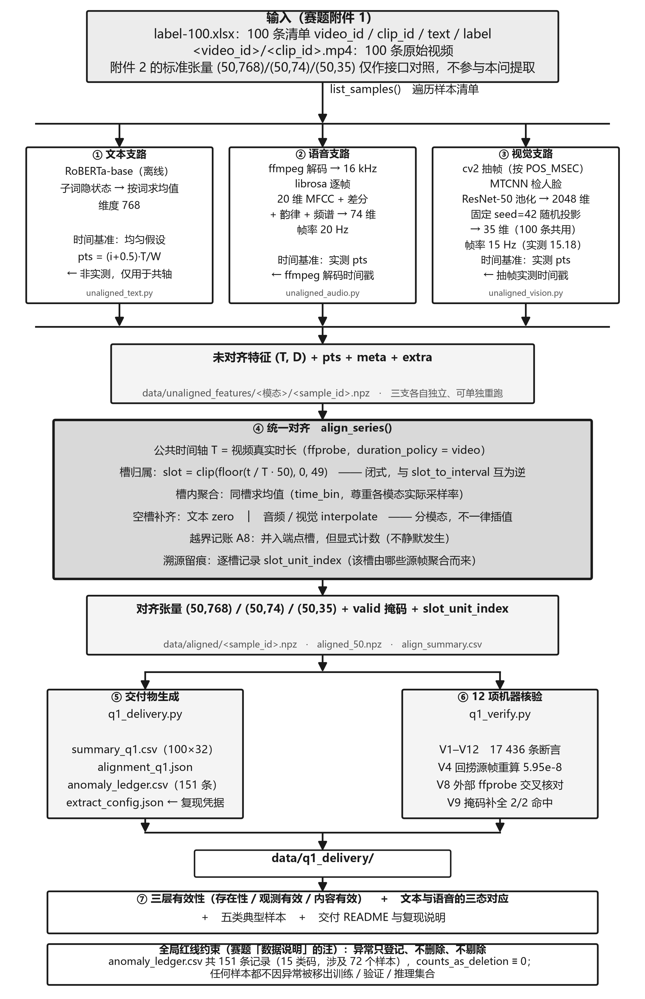 输入（赛题附件 1）
label-100.xlsx：100 条清单 video_id / clip_id / text / label
<video_id>/<clip_id>.mp4：100 条原始视频
附件 2 的标准张量 (50,768)/(50,74)/(50,35) 仅作接口对照，不参与本问提取
list_samples()　遍历样本清单
① 文本支路
RoBERTa-base（离线）
子词隐状态 → 按词求均值
维度 768
时间基准：均匀假设
pts = (i+0.5)·T/W
← 非实测，仅用于共轴
unaligned_text.py
② 语音支路
ffmpeg 解码 → 16 kHz
librosa 逐帧
20 维 MFCC + 差分
+ 韵律 + 频谱 → 74 维
帧率 20 Hz
时间基准：实测 pts
← ffmpeg 解码时间戳
unaligned_audio.py
③ 视觉支路
cv2 抽帧（按 POS_MSEC）
MTCNN 检人脸
ResNet-50 池化 → 2048 维
固定 seed=42 随机投影
→ 35 维（100 条共用）
帧率 15 Hz（实测 15.18）
时间基准：实测 pts
← 抽帧实测时间戳
unaligned_vision.py
未对齐特征 (T, D) + pts + meta + extra
data/unaligned_features/<模态>/<sample_id>.npz　·　三支各自独立、可单独重跑
④ 统一对齐　align_series()
公共时间轴 T = 视频真实时长（ffprobe，duration_policy = video）
槽归属：slot = clip(floor(t / T · 50), 0, 49)　—— 闭式，与 slot_to_interval 互为逆
槽内聚合：同槽求均值（time_bin，尊重各模态实际采样率）
空槽补齐：文本 zero　|　音频 / 视觉 interpolate　—— 分模态，不一律插值
越界记账 A8：并入端点槽，但显式计数（不静默发生）
溯源留痕：逐槽记录 slot_unit_index（该槽由哪些源帧聚合而来）
对齐张量 (50,768) / (50,74) / (50,35) + valid 掩码 + slot_unit_index
data/aligned/<sample_id>.npz　·　aligned_50.npz　·　align_summary.csv
⑤ 交付物生成
q1_delivery.py
summary_q1.csv（100×32）
alignment_q1.json
anomaly_ledger.csv（151 条）
extract_config.json ← 复现凭据
⑥ 12 项机器核验
q1_verify.py
V1–V12　17 436 条断言
V4 回捞源帧重算 5.95e-8
V8 外部 ffprobe 交叉核对
V9 掩码补全 2/2 命中
data/q1_delivery/
⑦ 三层有效性（存在性 / 观测有效 / 内容有效）　+　文本与语音的三态对应
+　五类典型样本　+　交付 README 与复现说明
全局红线约束（赛题「数据说明」的注）：异常只登记、不删除、不剔除
anomaly_ledger.csv 共 151 条记录（15 类码，涉及 72 个样本），counts_as_deletion ≡ 0；
任何样本都不因异常被移出训练 / 验证 / 推理集合